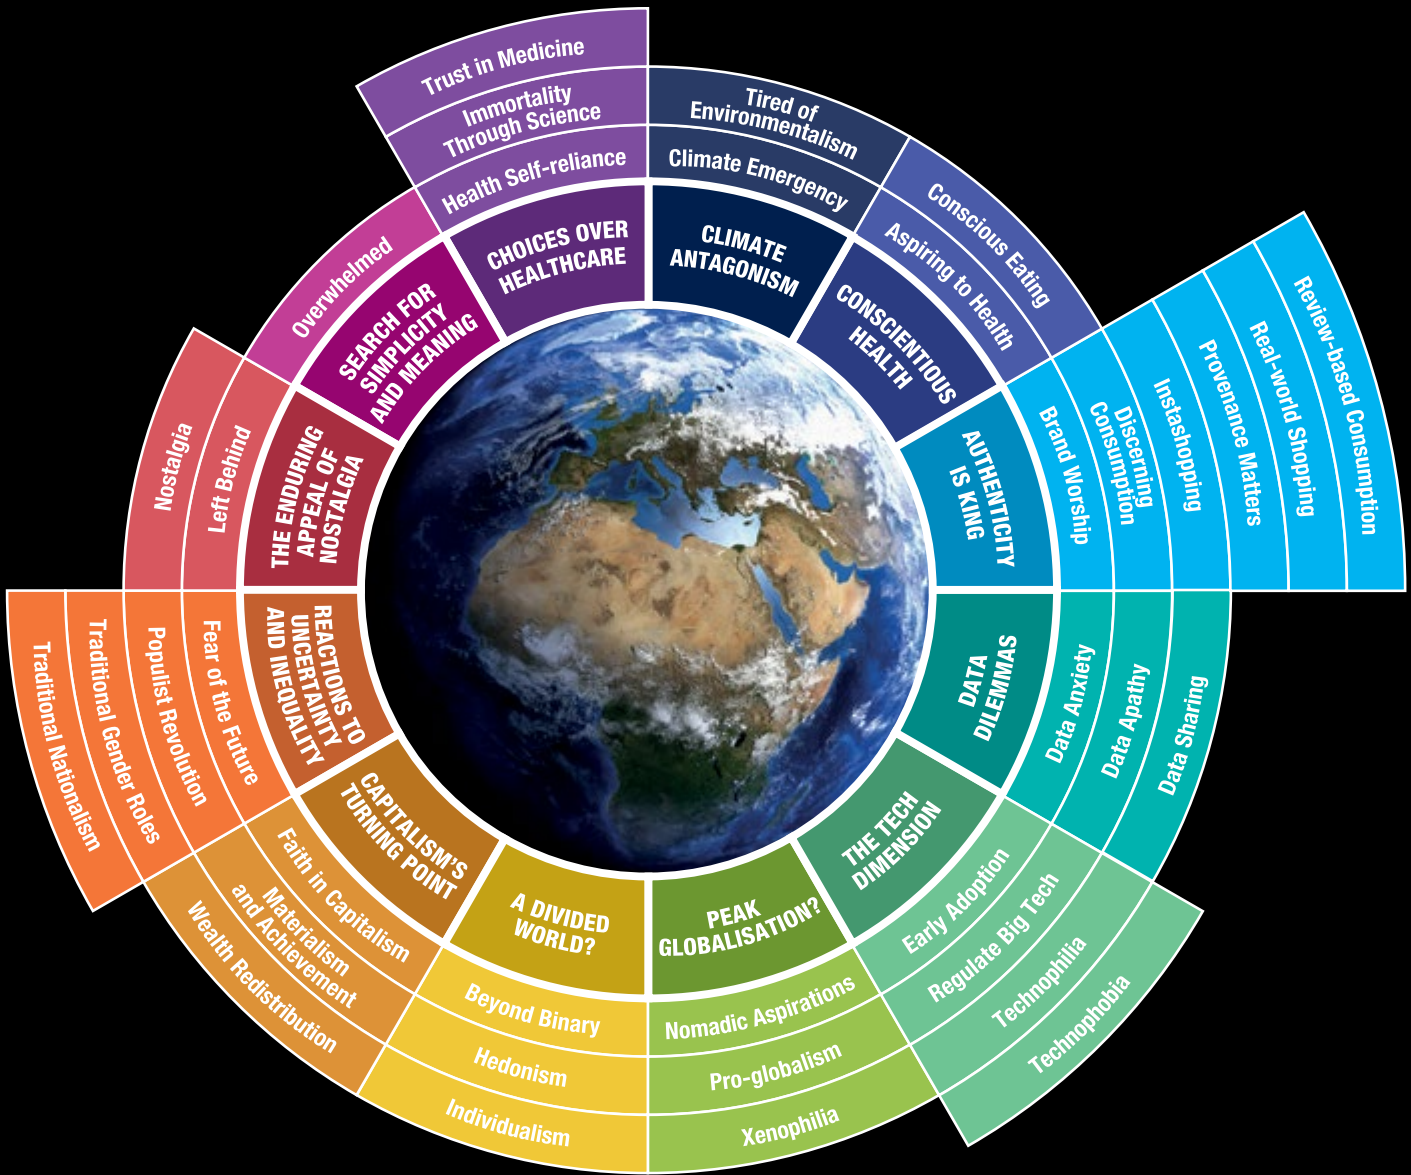 Trust in Medicine
Immortality
Through Science
Health Self-reliance
CHOICES OVER
HEALTHCARE
Tired of
Environmentalism
Climate Emergency
CLIMATE
ANTAGONISM
Conscious Eating
Aspiring to Health
CONSCIENTIOUS
HEALTH
Review-based Consumption
Real-world Shopping
Provenance Matters
Instashopping
Discerning
Consumption
Brand Worship
AUTHENTICITY
IS KING
DATA
DILEMMAS
Data Anxiety
Data Apathy
Data Sharing
THE TECH
DIMENSION
Early Adoption
Regulate Big Tech
Technophilia
Technophobia
PEAK
GLOBALISATION?
Nomadic Aspirations
Pro-globalism
Xenophilia
A DIVIDED
WORLD?
Beyond Binary
Hedonism
Individualism
CAPITALISM'S
TURNING POINT
Faith in Capitalism
Materialism
and Achievement
Wealth Redistribution
REACTIONS TO
UNCERTAINTY
AND INEQUALITY
Fear of the Future
Populist Revolution
Traditional Gender Roles
Traditional Nationalism
THE ENDURING
APPEAL OF
NOSTALGIA
Left Behind
Nostalgia
SEARCH FOR
SIMPLICITY
AND MEANING
Overwhelmed